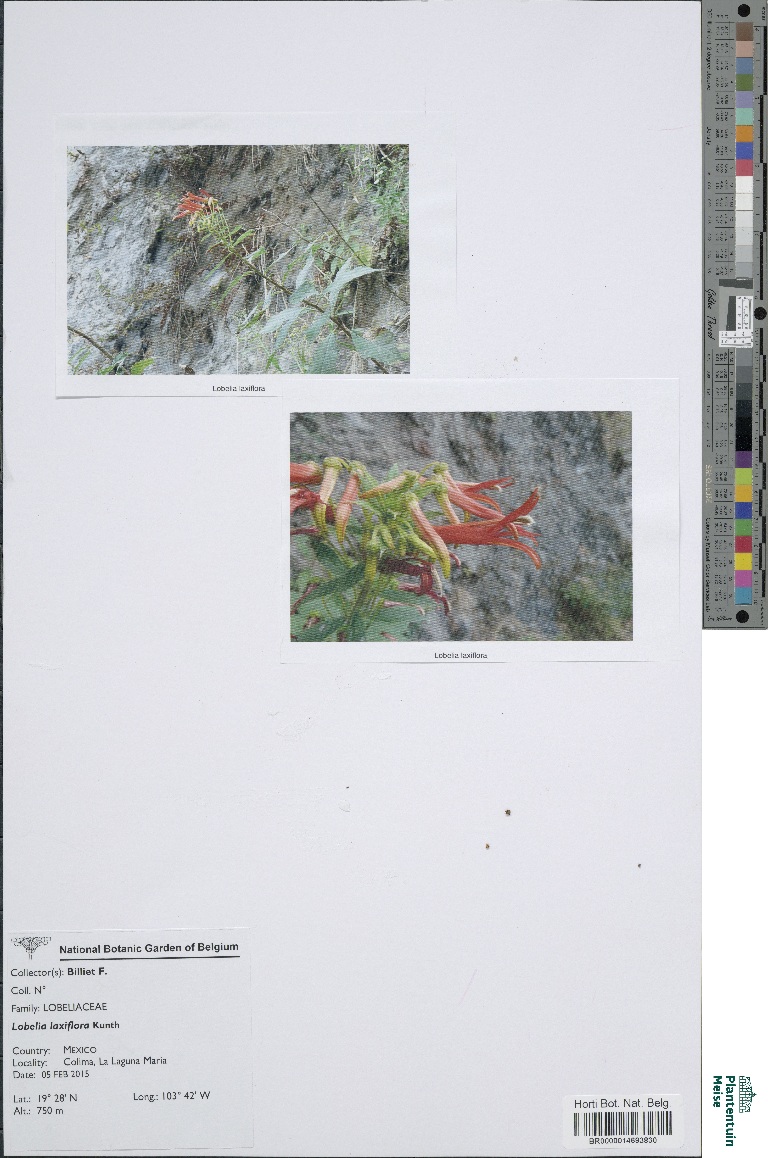 Lobelia laxiflora
Lobelia laxiflora
National Botanic Garden of Belgium
Collector(s): Billiet F.
Coll. N°
Family: LOBELIACEAE
Lobelia laxiflora Kunth
Country: MEXICO
Locality: Colima, La Laguna Maria
Date: 05 FEB 2015
Lat.: 19° 28' N Long.: 103° 42' W
Alt.: 750 m
Horti Bot. Nat. Belg
BR0000014693830
Plantentuin
Meise